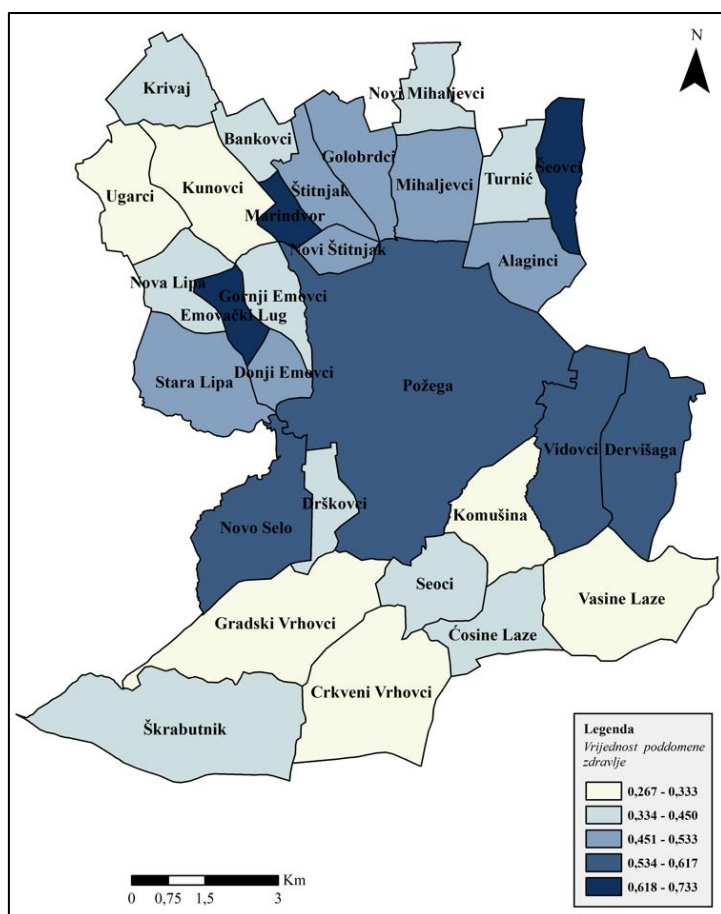 N
Krivaj
Novi Mihaljevci
Bankovci
Golobrdci
Šeovci
Turnić
Mihaljevci
Štitnjak
Kunovci
Ugarci
Marindvor
Novi Štitnjak
Alaginci
Nova Lipa
Gornji Emovci
Emovački Lug
Donji Emovci
Stara Lipa
Požega
Vidovci
Dervišaga
Drškovci
Komušina
Novo Selo
Seoci
Vasine Laze
Gradski Vrhovci
Ćosine Laze
Crkveni Vrhovci
Škrabutnik
Legenda
Vrijednost poddomene
zdravlje
0,267 - 0,333
0,334 - 0,450
0,451 - 0,533
0,534 - 0,617
0,618 - 0,733
Km
0 0,75 1,5 3